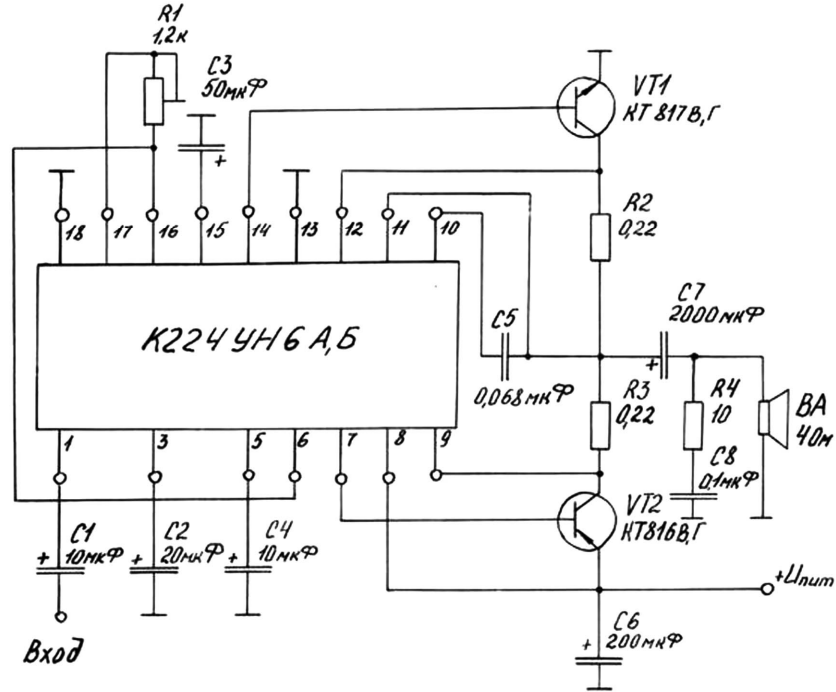 R1
1,2к
C3
50мкФ
+
VT1
КТ817В,Г
18
17
16
15
14
13
12
11
10
R2
0,22
К224УН6А,Б
C5
0,068мкФ
C7
2000мкФ
+
R3
0,22
R4
10
BA
4Ом
C8
0,1мкФ
1
3
5
6
7
8
9
VT2
КТ816В,Г
C1
+ 10мкФ
C2
+ 20мкФ
C4
+ 10мкФ
+Uпит
C6
+ 200мкФ
Вход